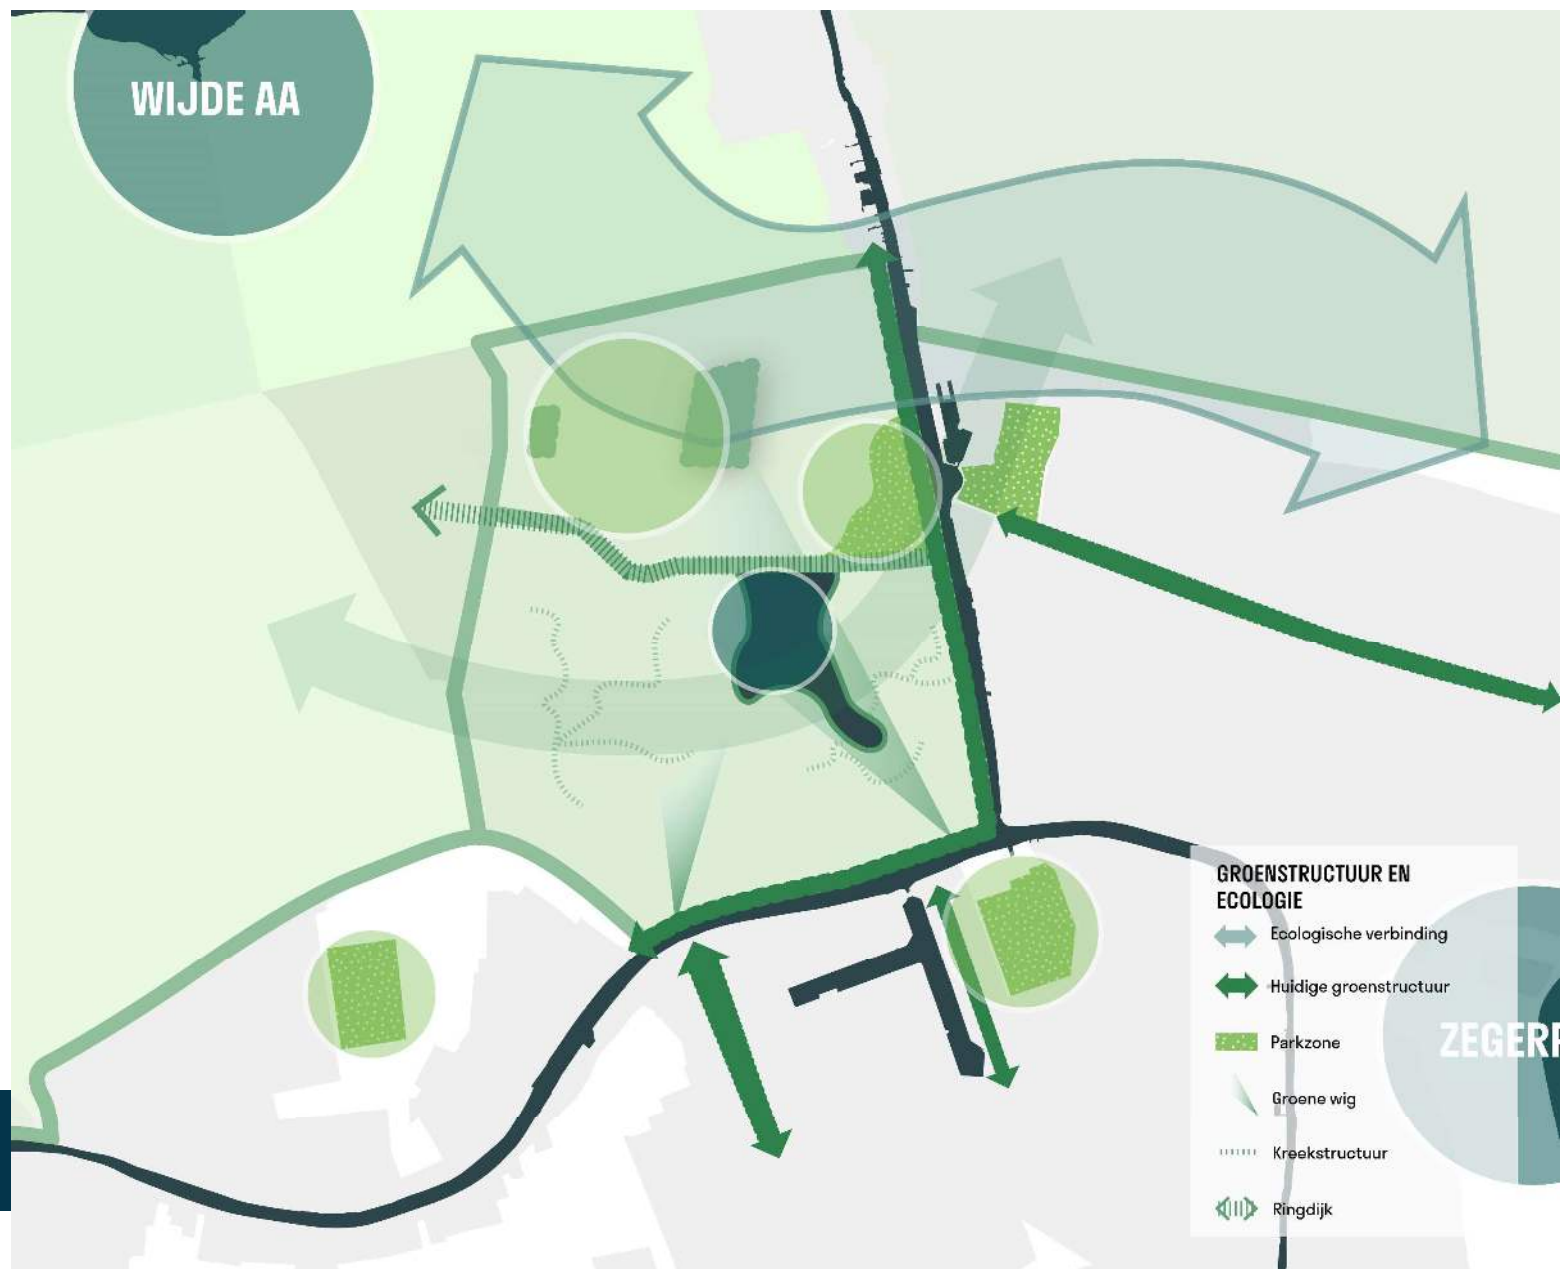 WIJDE AA
GROENSTRUCTUUR EN
ECOLOGIE
Ecologische verbinding
Huidige groenstructuur
Parkzone
Groene wig
Kreekstructuur
Ringdijk